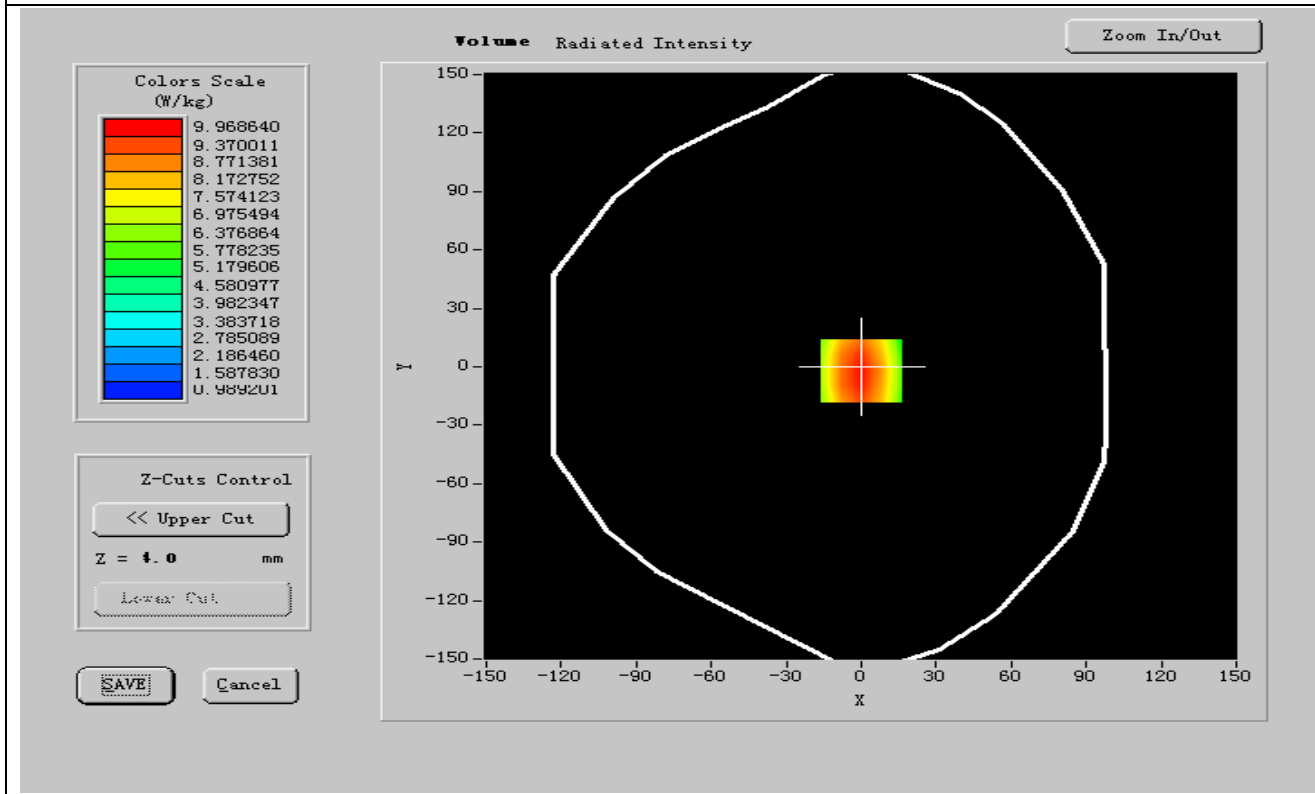 Volume Radiated Intensity
Zoom In/Out
Colors Scale
(W/kg)
9.968640
9.370011
8.771381
8.172752
7.574123
6.975494
6.376864
5.778235
5.179606
4.580977
3.982347
3.383718
2.785089
2.186460
1.587830
0.989201
Z-Cuts Control
<< Upper Cut
Z = 4.0 mm
Lower Cut
SAVE
Cancel
150
120
90
60
30
0
-30
-60
-90
-120
-150
Y
-150 -120 -90 -60 -30 0 30 60 90 120 150
X